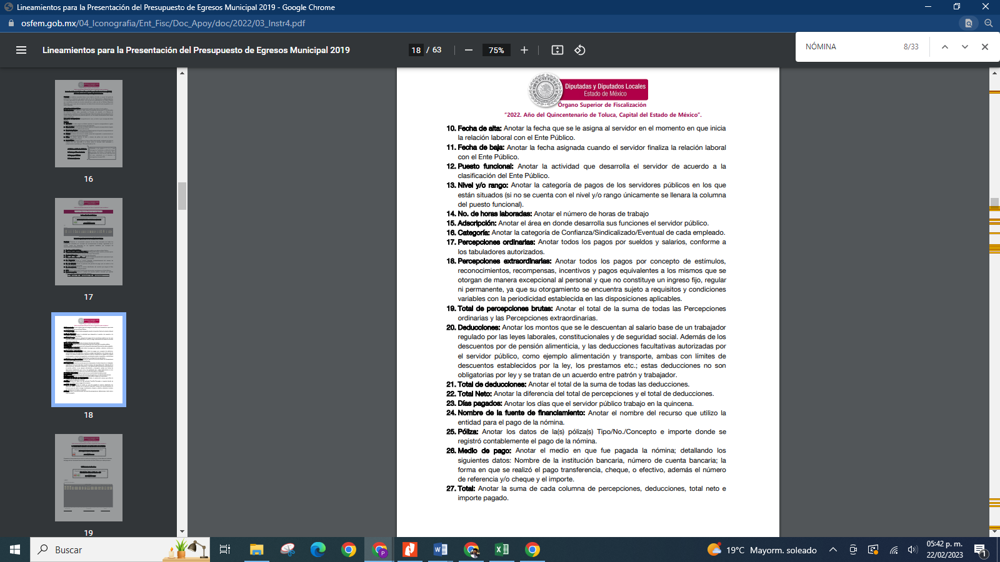 Lineamientos para la Presentación del Presupuesto de Egresos Municipal 2019 - Google Chrome
osfem.gob.mx/04_Iconografia/Ent_Fisc/Doc_Apoy/doc/2022/03_Instr4.pdf
Lineamientos para la Presentación del Presupuesto de Egresos Municipal 2019
18 / 63
75%
NÓMINA
8/33
16
17
18
19
Diputadas y Diputados Locales
Estado de México
Órgano Superior de Fiscalización
“2022. Año del Quincentenario de Toluca, Capital del Estado de México”.
10. Fecha de alta: Anotar la fecha que se le asigna al servidor en el momento en que inicia
la relación laboral con el Ente Público.
11. Fecha de baja: Anotar la fecha asignada cuando el servidor finaliza la relación laboral
con el Ente Público.
12. Puesto funcional: Anotar la actividad que desarrolla el servidor de acuerdo a la
clasificación del Ente Público.
13. Nivel y/o rango: Anotar la categoría de pagos de los servidores públicos en los que
están situados (si no se cuenta con el nivel y/o rango únicamente se llenara la columna
del puesto funcional).
14. No. de horas laboradas: Anotar el número de horas de trabajo
15. Adscripción: Anotar el área en donde desarrolla sus funciones el servidor público.
16. Categoría: Anotar la categoría de Confianza/Sindicalizado/Eventual de cada empleado.
17. Percepciones ordinarias: Anotar todos los pagos por sueldos y salarios, conforme a
los tabuladores autorizados.
18. Percepciones extraordinarias: Anotar todos los pagos por concepto de estímulos,
reconocimientos, recompensas, incentivos y pagos equivalentes a los mismos que se
otorgan de manera excepcional al personal y que no constituye un ingreso fijo, regular
ni permanente, ya que su otorgamiento se encuentra sujeto a requisitos y condiciones
variables con la periodicidad establecida en las disposiciones aplicables.
19. Total de percepciones brutas: Anotar el total de la suma de todas las Percepciones
ordinarias y las Percepciones extraordinarias.
20. Deducciones: Anotar los montos que se le descuentan al salario base de un trabajador
regulado por las leyes laborales, constitucionales y de seguridad social. Además de los
descuentos por de pensión alimenticia, y las deducciones facultativas autorizadas por
el servidor público, como ejemplo alimentación y transporte, ambas con límites de
descuentos establecidos por la ley, los prestamos etc.; estas deducciones no son
obligatorias por ley y se tratan de un acuerdo entre patrón y trabajador.
21. Total de deducciones: Anotar el total de la suma de todas las deducciones.
22. Total Neto: Anotar la diferencia del total de percepciones y el total de deducciones.
23. Días pagados: Anotar los días que el servidor público trabajo en la quincena.
24. Nombre de la fuente de financiamiento: Anotar el nombre del recurso que utilizo la
entidad para el pago de la nómina.
25. Póliza: Anotar los datos de la(s) póliza(s) Tipo/No./Concepto e importe donde se
registró contablemente el pago de la nómina.
26. Medio de pago: Anotar el medio en que fue pagada la nómina; detallando los
siguientes datos: Nombre de la institución bancaria, número de cuenta bancaria; la
forma en que se realizó el pago transferencia, cheque, o efectivo, además el número
de referencia y/o cheque y el importe.
27. Total: Anotar la suma de cada columna de percepciones, deducciones, total neto e
importe pagado.
Buscar
19°C Mayorm. soleado
05:42 p. m.
22/02/2023
1